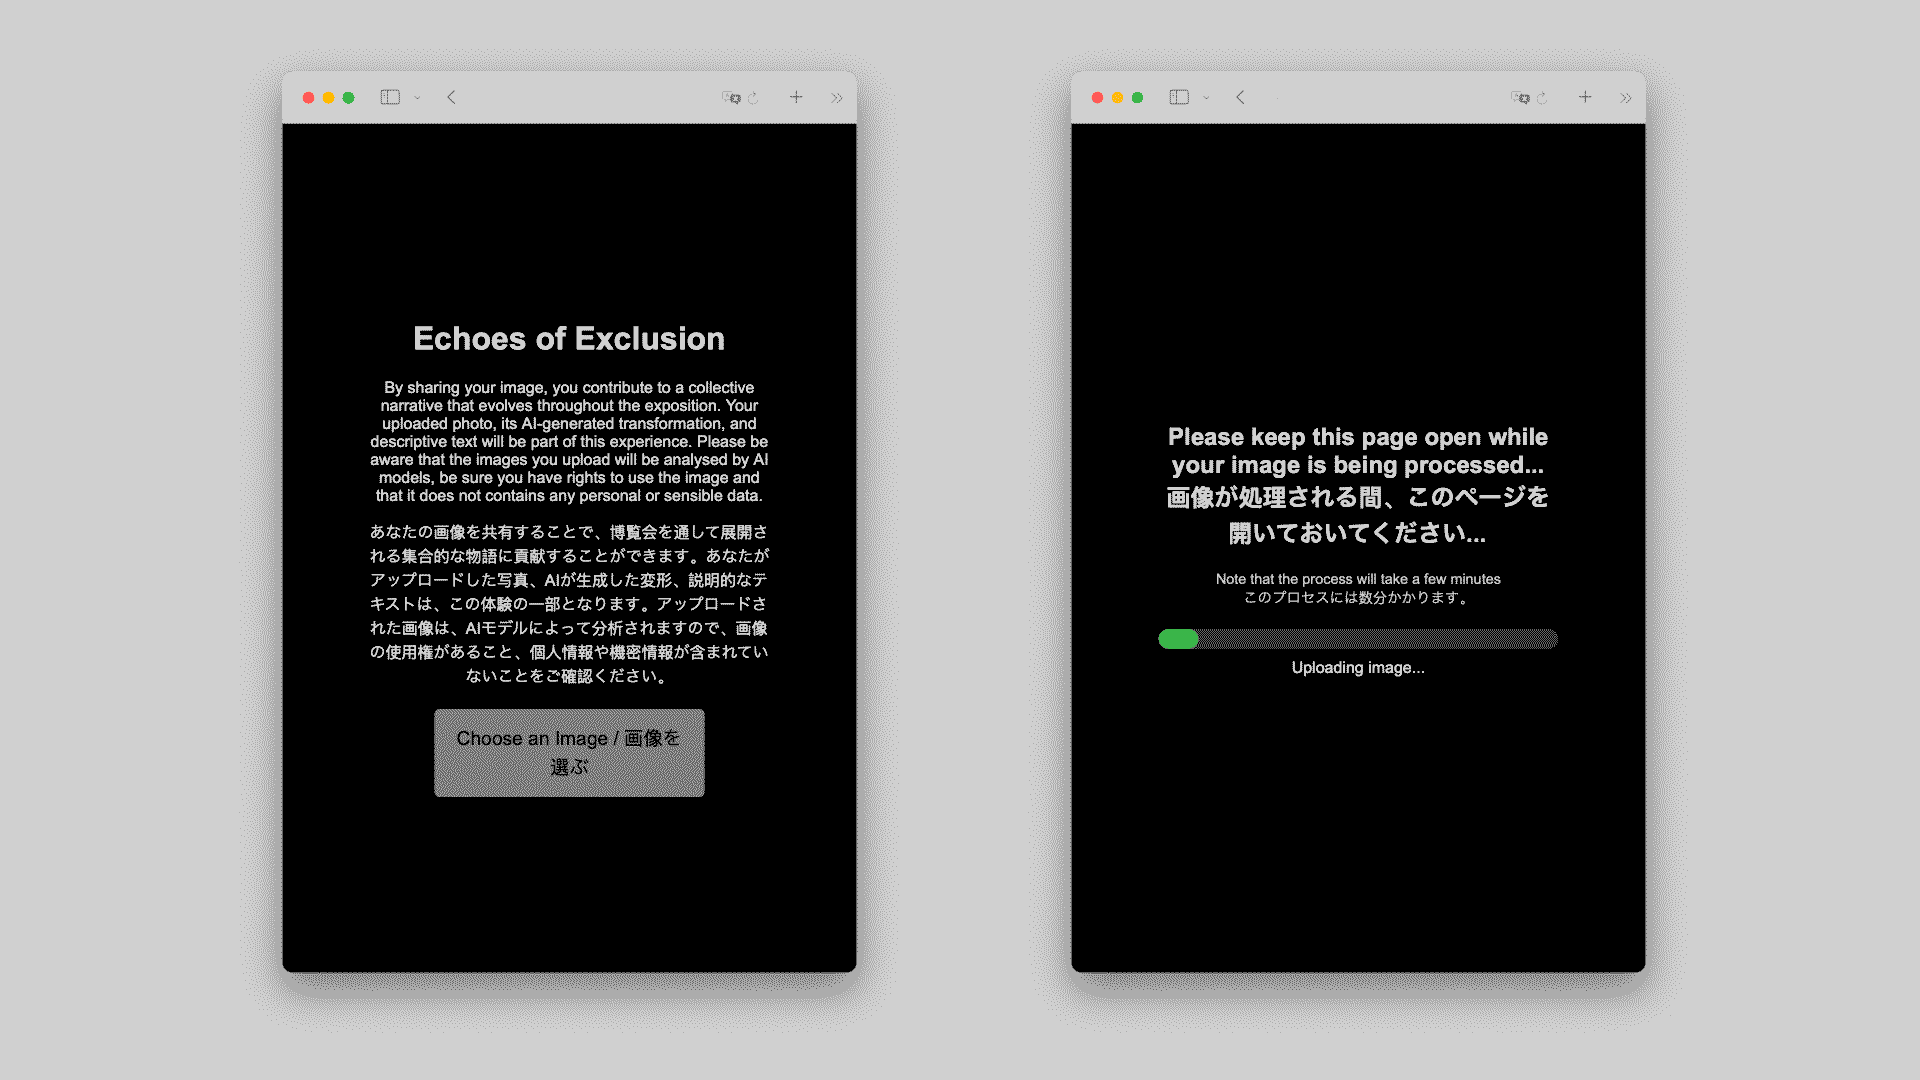 Echoes of Exclusion
By sharing your image, you contribute to a collective
narrative that evolves throughout the exposition. Your
uploaded photo, its AI-generated transformation, and
descriptive text will be part of this experience. Please be
aware that the images you upload will be analysed by AI
models, be sure you have rights to use the image and
that it does not contains any personal or sensible data.
あなたの画像を共有することで、博覧会を通して展開さ
れる集合的な物語に貢献することができます。あなたが
アップロードした写真、AIが生成した変形、説明的なテ
キストは、この体験の一部となります。アップロードさ
れた画像は、AIモデルによって分析されますので、画像
の使用権があること、個人情報や機密情報が含まれてい
ないことをご確認ください。
Choose an Image / 画像を
選ぶ
Please keep this page open while
your image is being processed...
画像が処理される間、このページを
開いておいてください...
Note that the process will take a few minutes
このプロセスには数分かかります。
Uploading image...